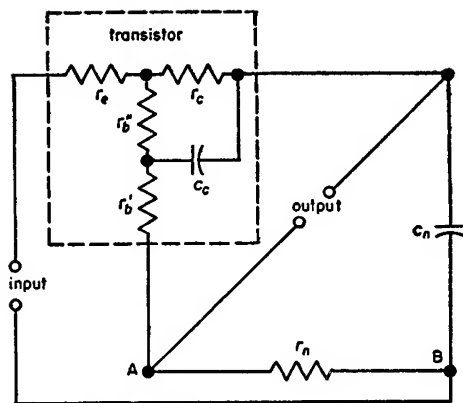 transistor
r_e
r_c
r_b"
c_c
r_b'
output
c_n
input
A
r_n
B